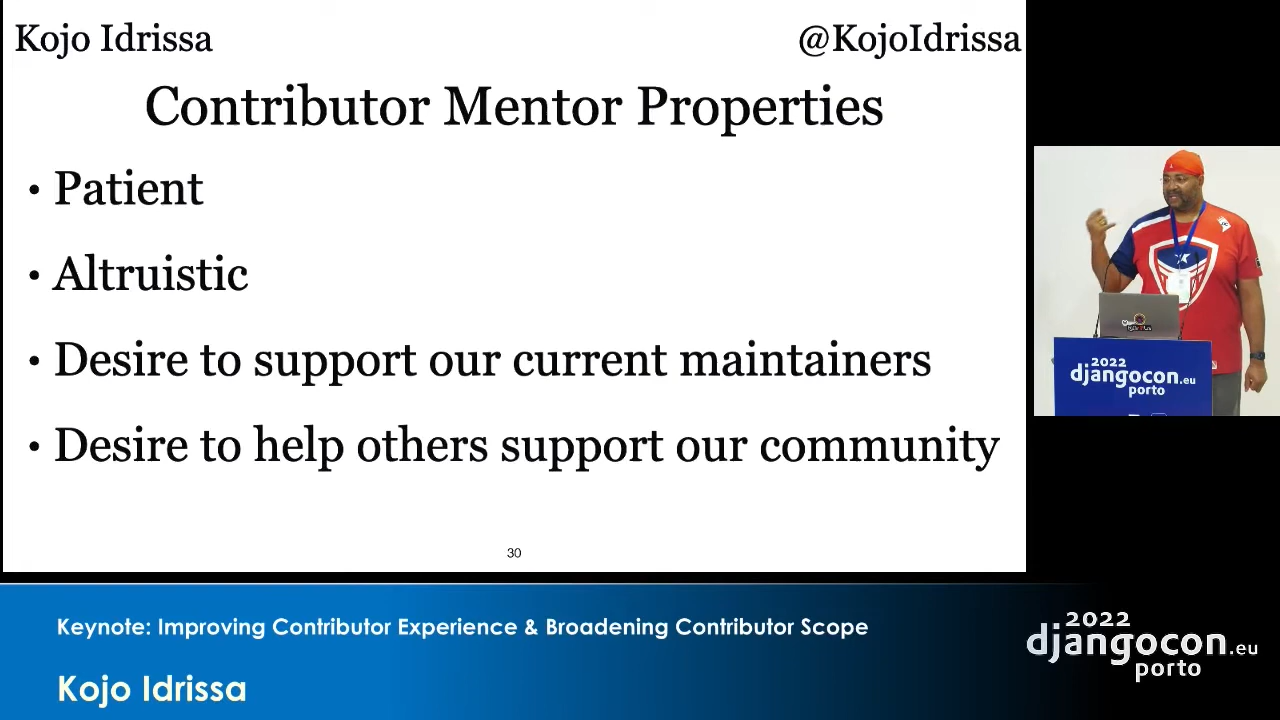 Kojo Idrissa
@KojoIdrissa
Contributor Mentor Properties
• Patient
• Altruistic
• Desire to support our current maintainers
• Desire to help others support our community
30
2022
djangocon.eu
porto
Keynote: Improving Contributor Experience & Broadening Contributor Scope
Kojo Idrissa
2022
djangocon.eu
porto